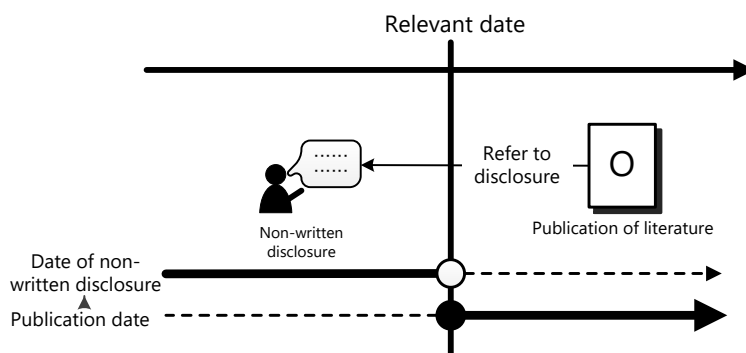 Relevant date
......
......
O
Refer to
disclosure
Non-written
disclosure
Publication of literature
Date of non-
written disclosure
Publication date